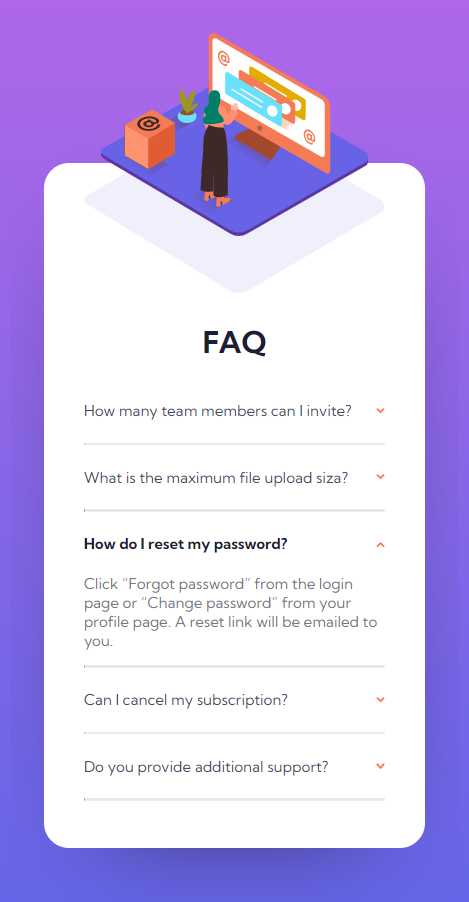 FAQ
How many team members can I invite?
What is the maximum file upload siza?
How do I reset my password?
Click “Forgot password” from the login
page or “Change password” from your
profile page. A reset link will be emailed to
you.
Can I cancel my subscription?
Do you provide additional support?